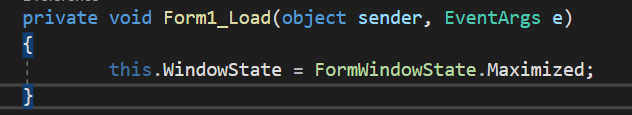 private void Form1_Load(object sender, EventArgs e)
{
this.WindowState = FormWindowState.Maximized;
}